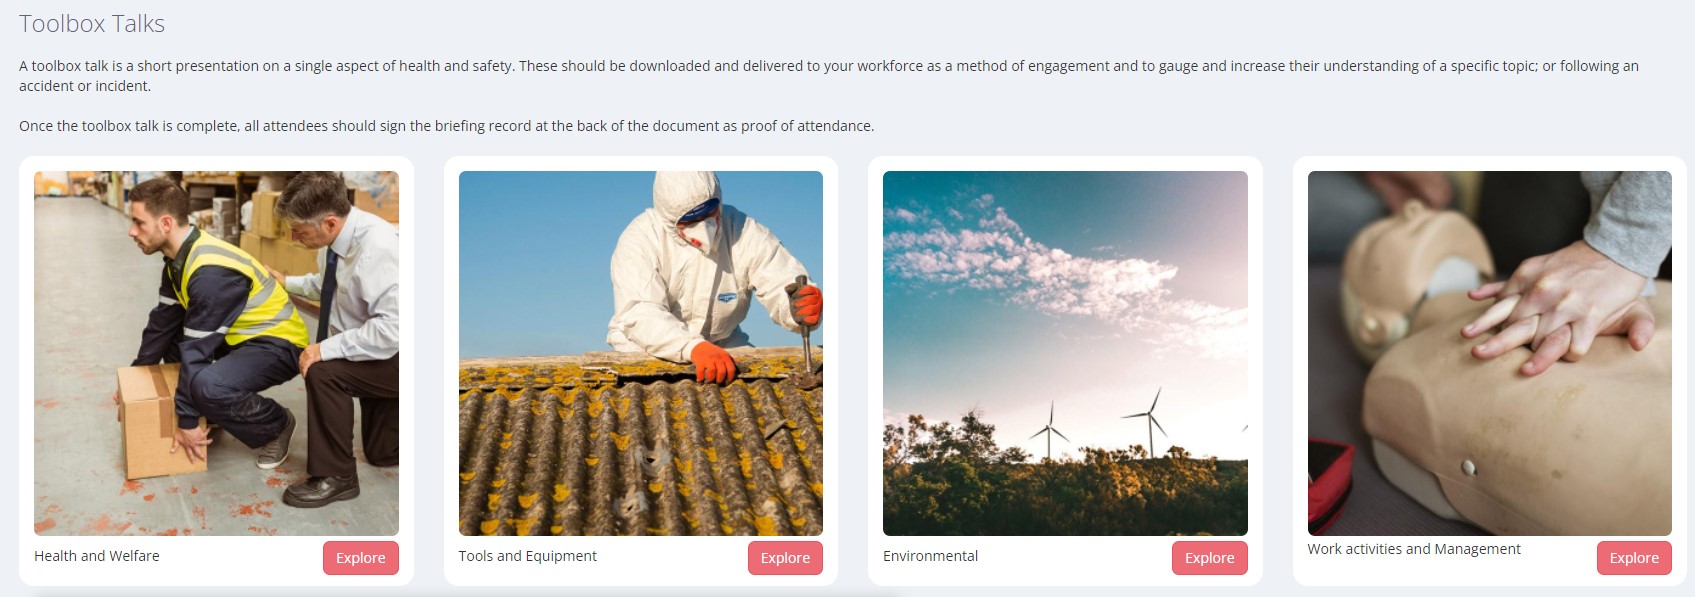 Toolbox Talks
A toolbox talk is a short presentation on a single aspect of health and safety. These should be downloaded and delivered to your workforce as a method of engagement and to gauge and increase their understanding of a specific topic; or following an
accident or incident.
Once the toolbox talk is complete, all attendees should sign the briefing record at the back of the document as proof of attendance.
Health and Welfare
Explore
Tools and Equipment
Explore
Environmental
Explore
Work activities and Management
Explore